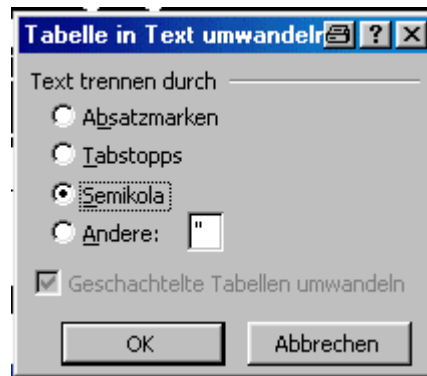 Tabelle in Text umwandeln
Text trennen durch
Absatzmarken
Tabstopps
Semikola
Andere: "
Geschachtelte Tabellen umwandeln
OK Abbrechen